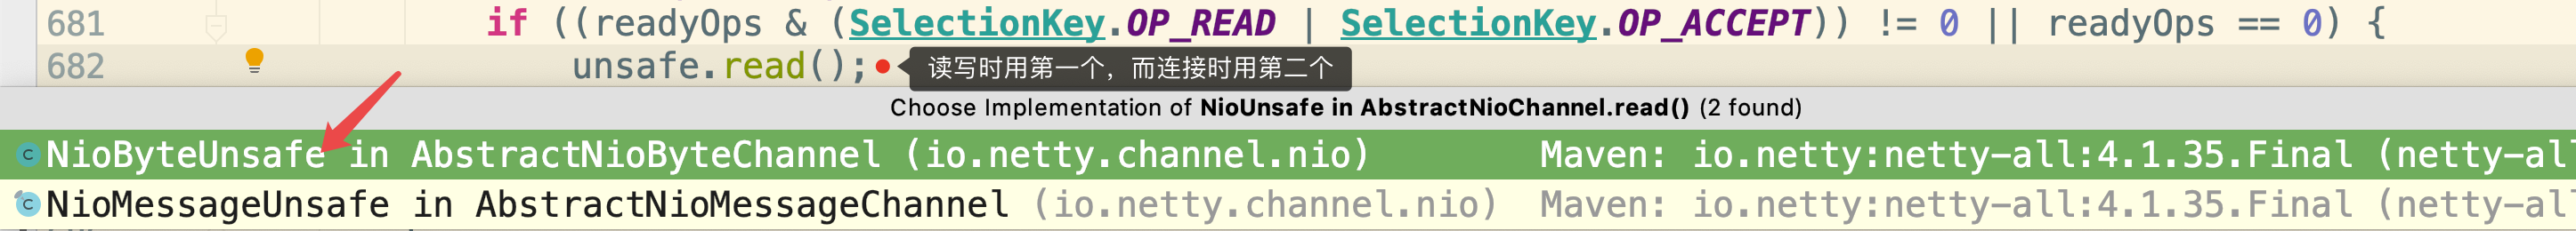 681 if ((readyOps & (SelectionKey.OP_READ | SelectionKey.OP_ACCEPT)) != 0 || readyOps == 0) {
682 unsafe.read(); 读写时用第一个，而连接时用第二个
Choose Implementation of NioUnsafe in AbstractNioChannel.read() (2 found)
NioByteUnsafe in AbstractNioByteChannel (io.netty.channel.nio) Maven: io.netty:netty-all:4.1.35.Final (netty-all
NioMessageUnsafe in AbstractNioMessageChannel (io.netty.channel.nio) Maven: io.netty:netty-all:4.1.35.Final (netty-al